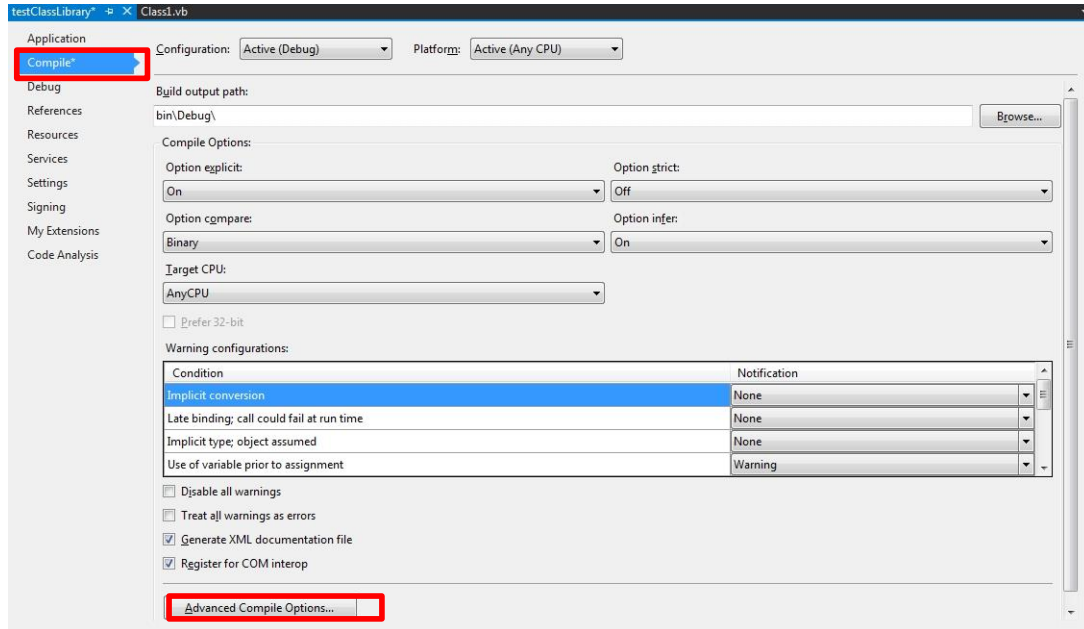 testClassLibrary* Class1.vb
Application
Compile*
Debug
References
Resources
Services
Settings
Signing
My Extensions
Code Analysis
Configuration: Active (Debug) Platform: Active (Any CPU)
Build output path:
bin\Debug\ Browse...
Compile Options:
Option explicit: Option strict:
On Off
Option compare: Option infer:
Binary On
Target CPU:
AnyCPU
Prefer 32-bit
Warning configurations:
Condition Notification
Implicit conversion None
Late binding; call could fail at run time None
Implicit type; object assumed None
Use of variable prior to assignment Warning
Disable all warnings
Treat all warnings as errors
Generate XML documentation file
Register for COM interop
Advanced Compile Options...